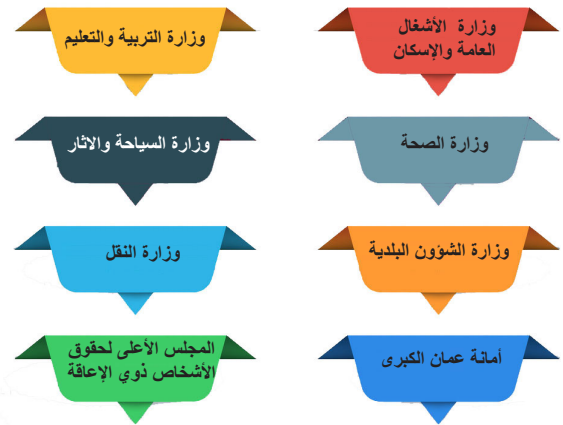 وزارة الأشغال
العامة والإسكان
وزارة التربية والتعليم
وزارة الصحة
وزارة السياحة والاثار
وزارة الشؤون البلدية
وزارة النقل
أمانة عمان الكبرى
المجلس الأعلى لحقوق
الأشخاص ذوي الإعاقة